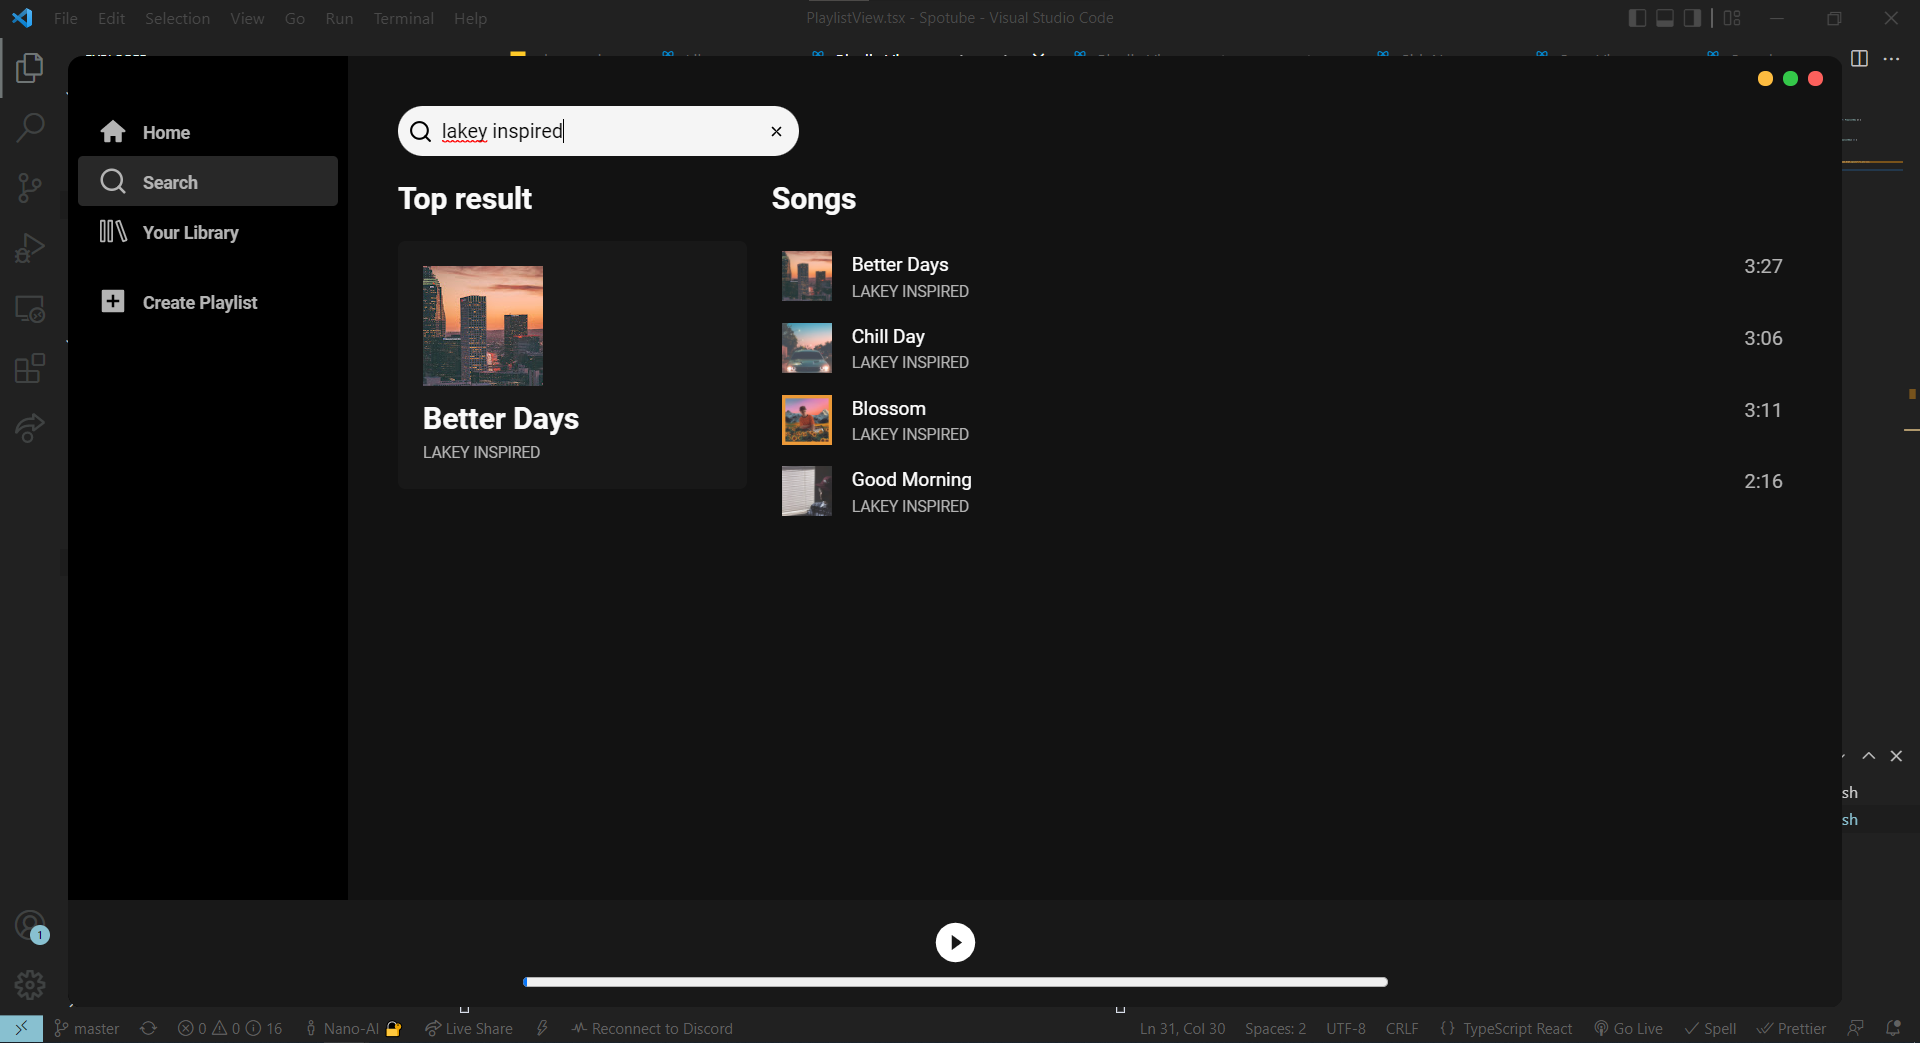 File Edit Selection View Go Run Terminal Help
PlaylistView.tsx - Spotube - Visual Studio Code
Home
Search
Your Library
Create Playlist
lakey inspired
Top result
Better Days
LAKEY INSPIRED
Songs
Better Days
LAKEY INSPIRED
3:27
Chill Day
LAKEY INSPIRED
3:06
Blossom
LAKEY INSPIRED
3:11
Good Morning
LAKEY INSPIRED
2:16
sh
sh
1
master 0 0 16 Nano-AI Live Share Reconnect to Discord
Ln 31, Col 30 Spaces: 2 UTF-8 CRLF {} TypeScript React Go Live Spell Prettier